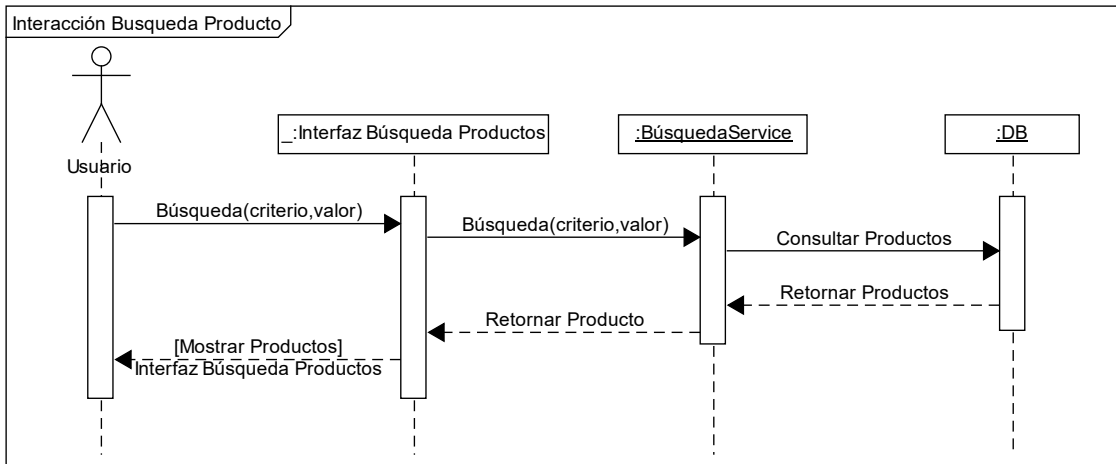 Interacción Busqueda Producto
Usuario
_:Interfaz Búsqueda Productos
:BúsquedaService
:DB
Búsqueda(criterio,valor)
Búsqueda(criterio,valor)
Consultar Productos
Retornar Productos
Retornar Producto
[Mostrar Productos]
Interfaz Búsqueda Productos